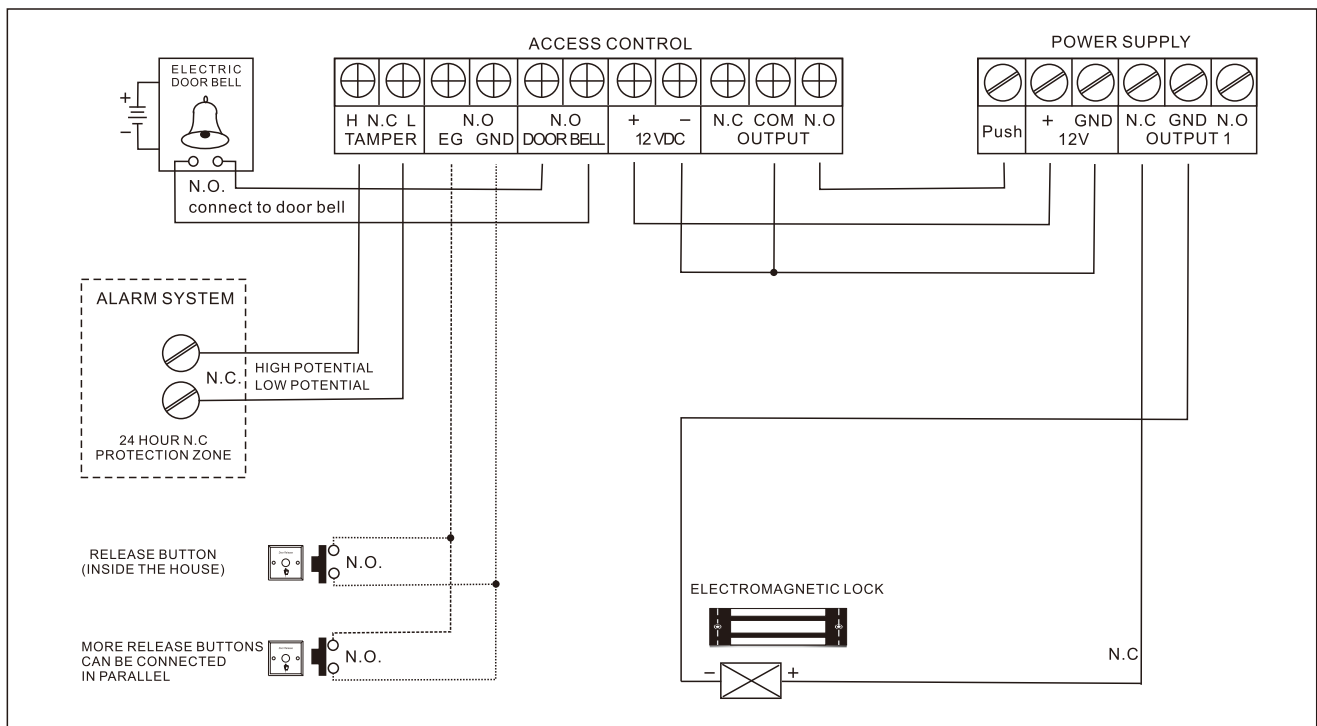 ACCESS CONTROL
POWER SUPPLY
ELECTRIC
DOOR BELL
+
−
H N.C L
TAMPER
N.O
EG GND
N.O
DOOR BELL
+ −
12 VDC
N.C COM N.O
OUTPUT
Push
+ GND
12V
N.C GND N.O
OUTPUT 1
N.O.
connect to door bell
ALARM SYSTEM
HIGH POTENTIAL
N.C.
LOW POTENTIAL
24 HOUR N.C
PROTECTION ZONE
RELEASE BUTTON
(INSIDE THE HOUSE)
N.O.
MORE RELEASE BUTTONS
CAN BE CONNECTED
IN PARALLEL
N.O.
ELECTROMAGNETIC LOCK
N.C
− +